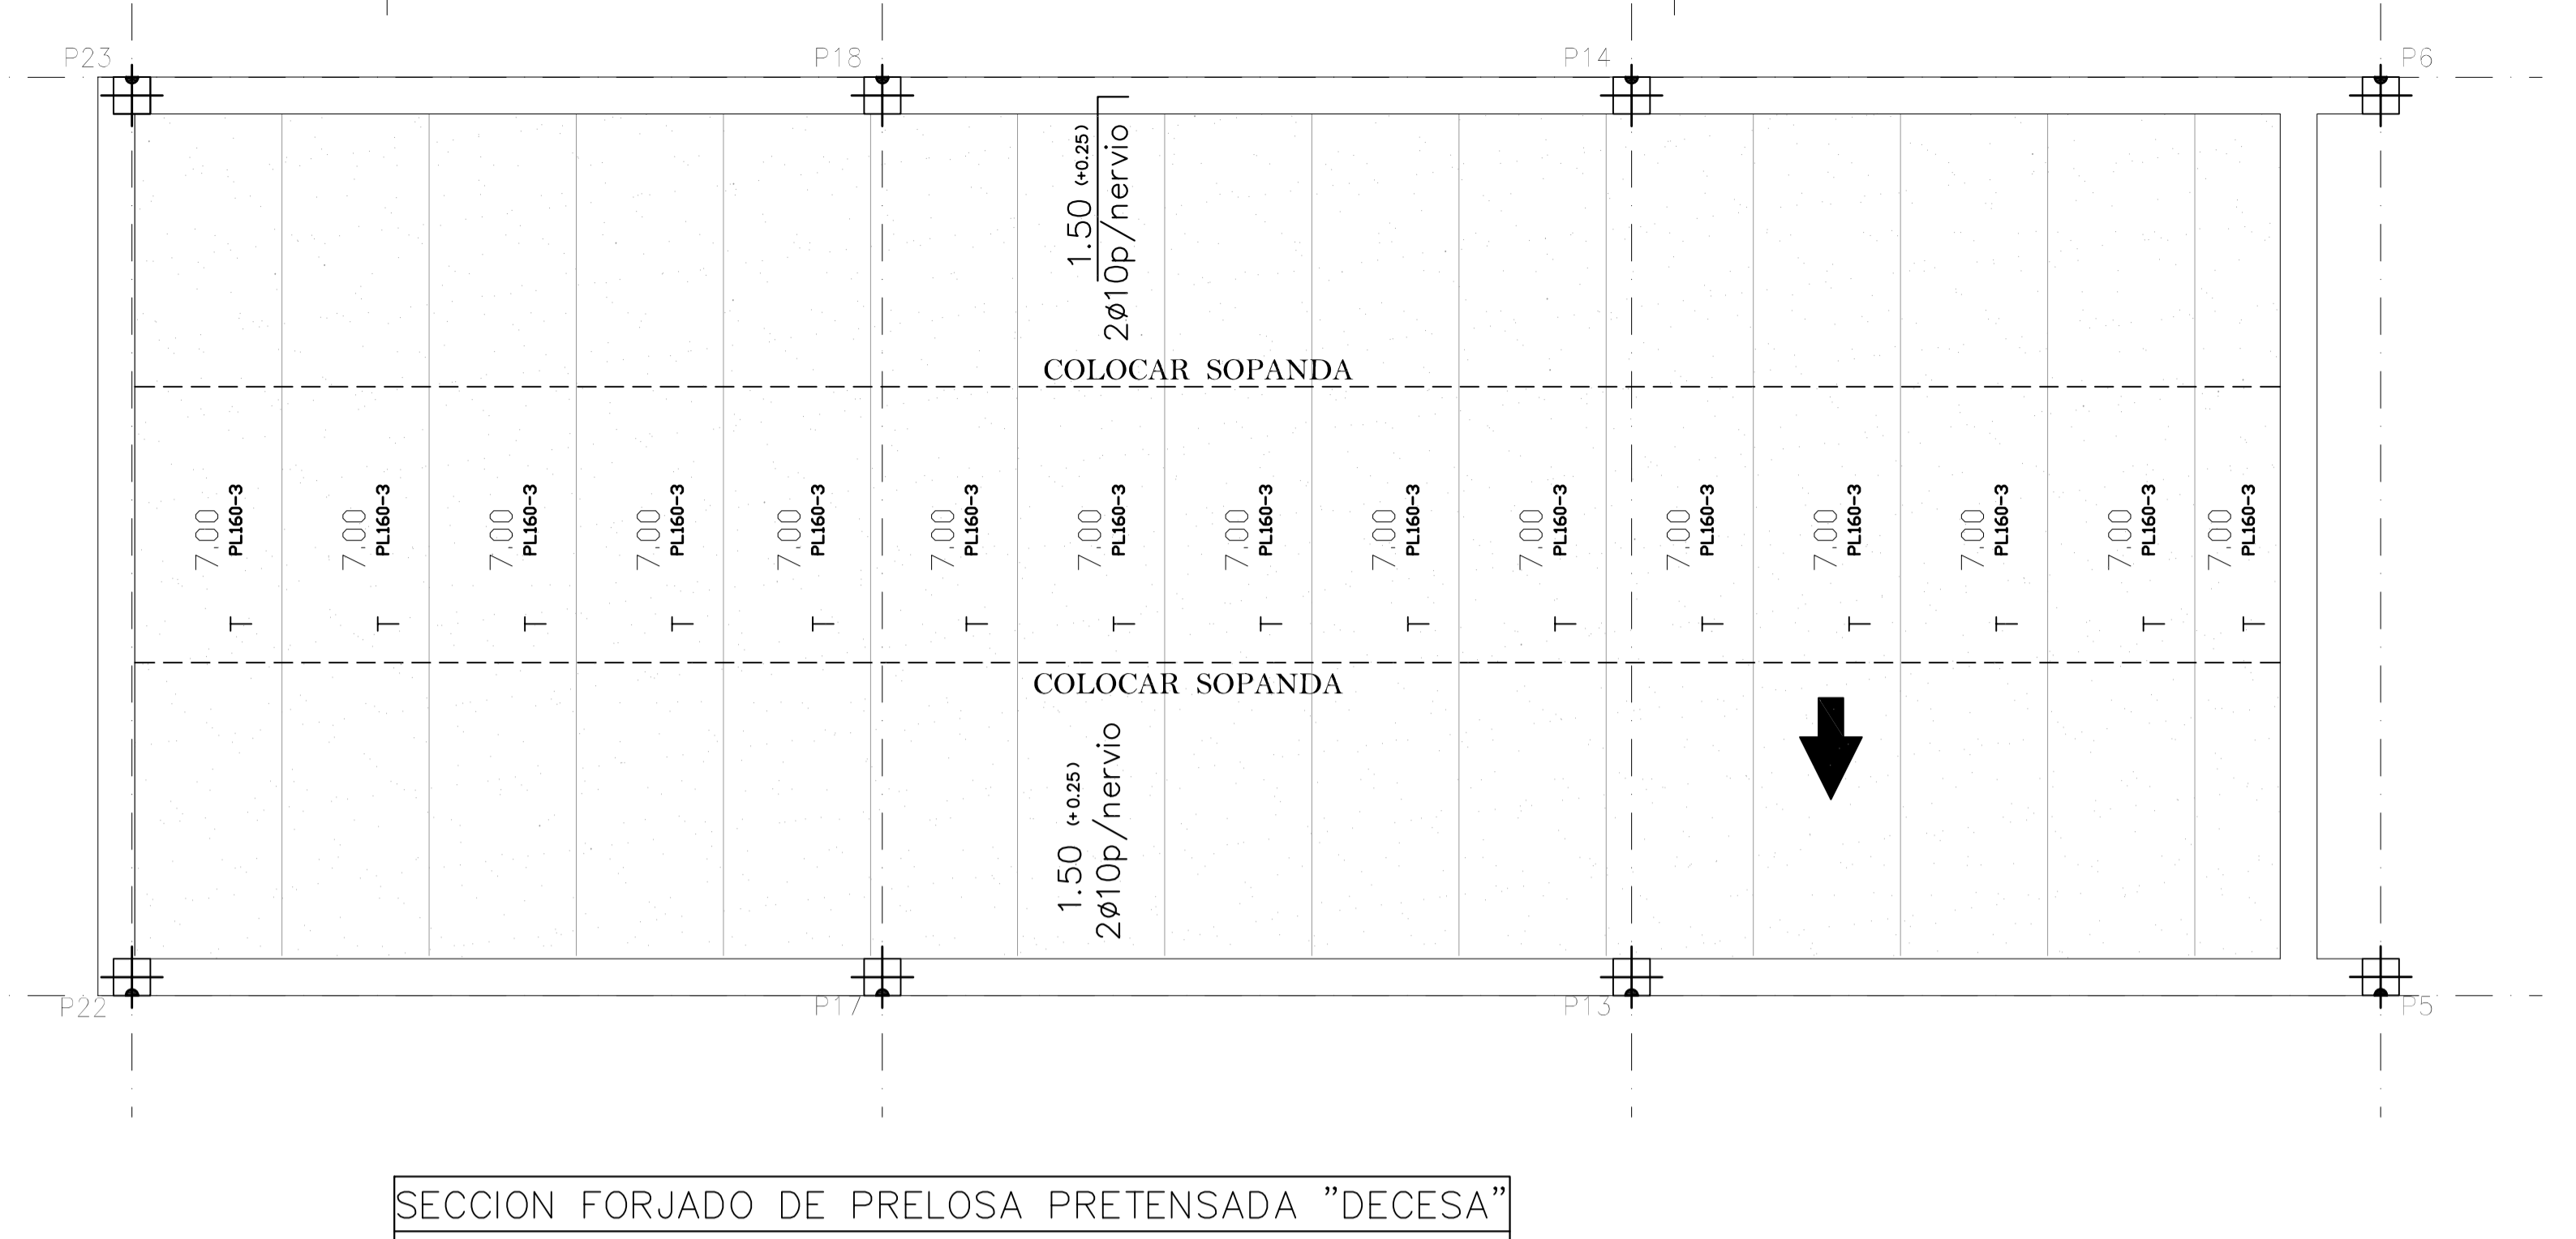 P23
P18
P14
P6
1.50 (+0.25)
2ø10p/nervio
COLOCAR SOPANDA
7.00
PL160-3
T
7.00
PL160-3
T
7.00
PL160-3
T
7.00
PL160-3
T
7.00
PL160-3
T
7.00
PL160-3
T
7.00
PL160-3
T
7.00
PL160-3
T
7.00
PL160-3
T
7.00
PL160-3
T
7.00
PL160-3
T
7.00
PL160-3
T
7.00
PL160-3
T
7.00
PL160-3
T
7.00
PL160-3
T
COLOCAR SOPANDA
1.50 (+0.25)
2ø10p/nervio
P22
P17
P13
P5
SECCION FORJADO DE PRELOSA PRETENSADA "DECESA"